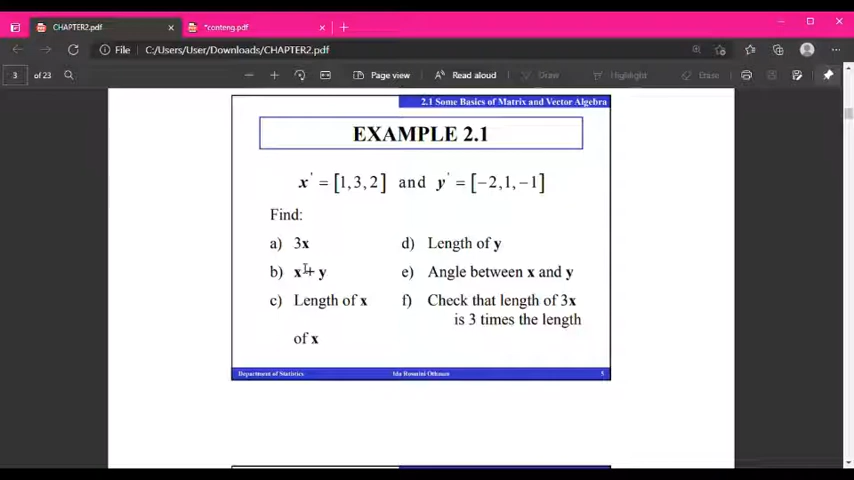 CHAPTER2.pdf
*conteng.pdf
File
C:/Users/User/Downloads/CHAPTER2.pdf
3 of 23
Page view
Read aloud
Draw
Highlight
Erase
2.1 Some Basics of Matrix and Vector Algebra
EXAMPLE 2.1
x' = [1,3,2] and y' = [−2,1,−1]
Find:
a) 3x
b) x + y
c) Length of x
d) Length of y
e) Angle between x and y
f) Check that length of 3x
is 3 times the length
of x
Department of Statistics
Ida Rosmini Othman
5